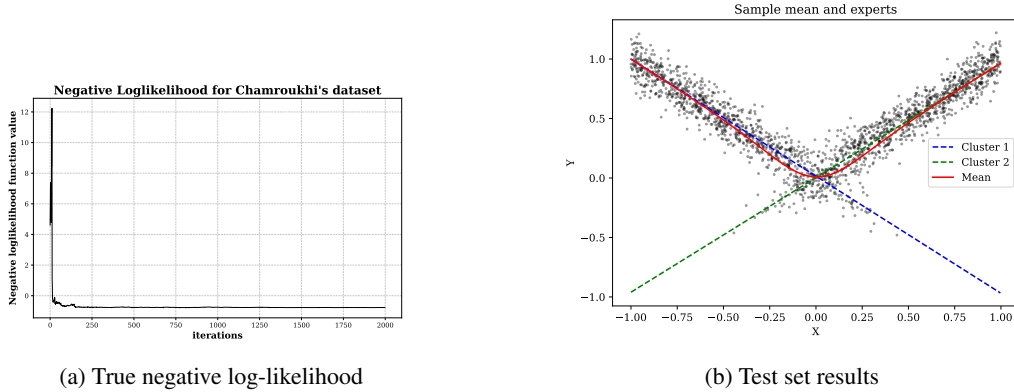 Negative Loglikelihood for Chamroukhi's dataset
Negative loglikelihood function value
12
10
8
6
4
2
0
0 250 500 750 1000 1250 1500 1750 2000
iterations
(a) True negative log-likelihood
Sample mean and experts
Y
1.0
0.5
0.0
−0.5
−1.0
Cluster 1
Cluster 2
Mean
−1.00 −0.75 −0.50 −0.25 0.00 0.25 0.50 0.75 1.00
X
(b) Test set results